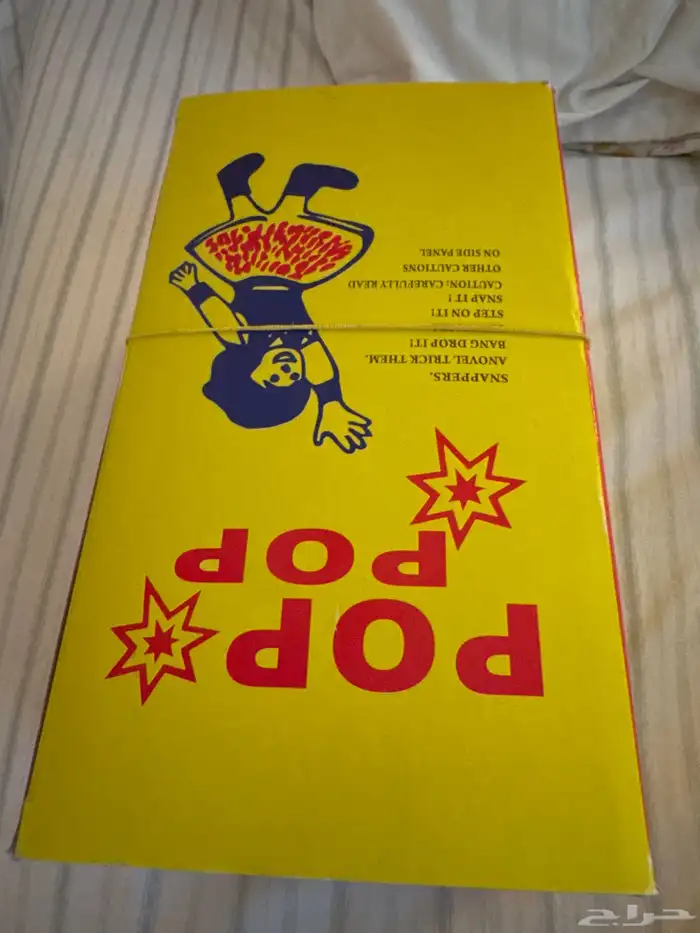 POP
POP
SNAPPERS.
ANOVEL TRICK THEM.
BANG DROP IT!
STEP ON IT!
SNAP IT !
CAUTION: CAREFULLY READ
OTHER CAUTIONS
ON SIDE PANEL
حراج